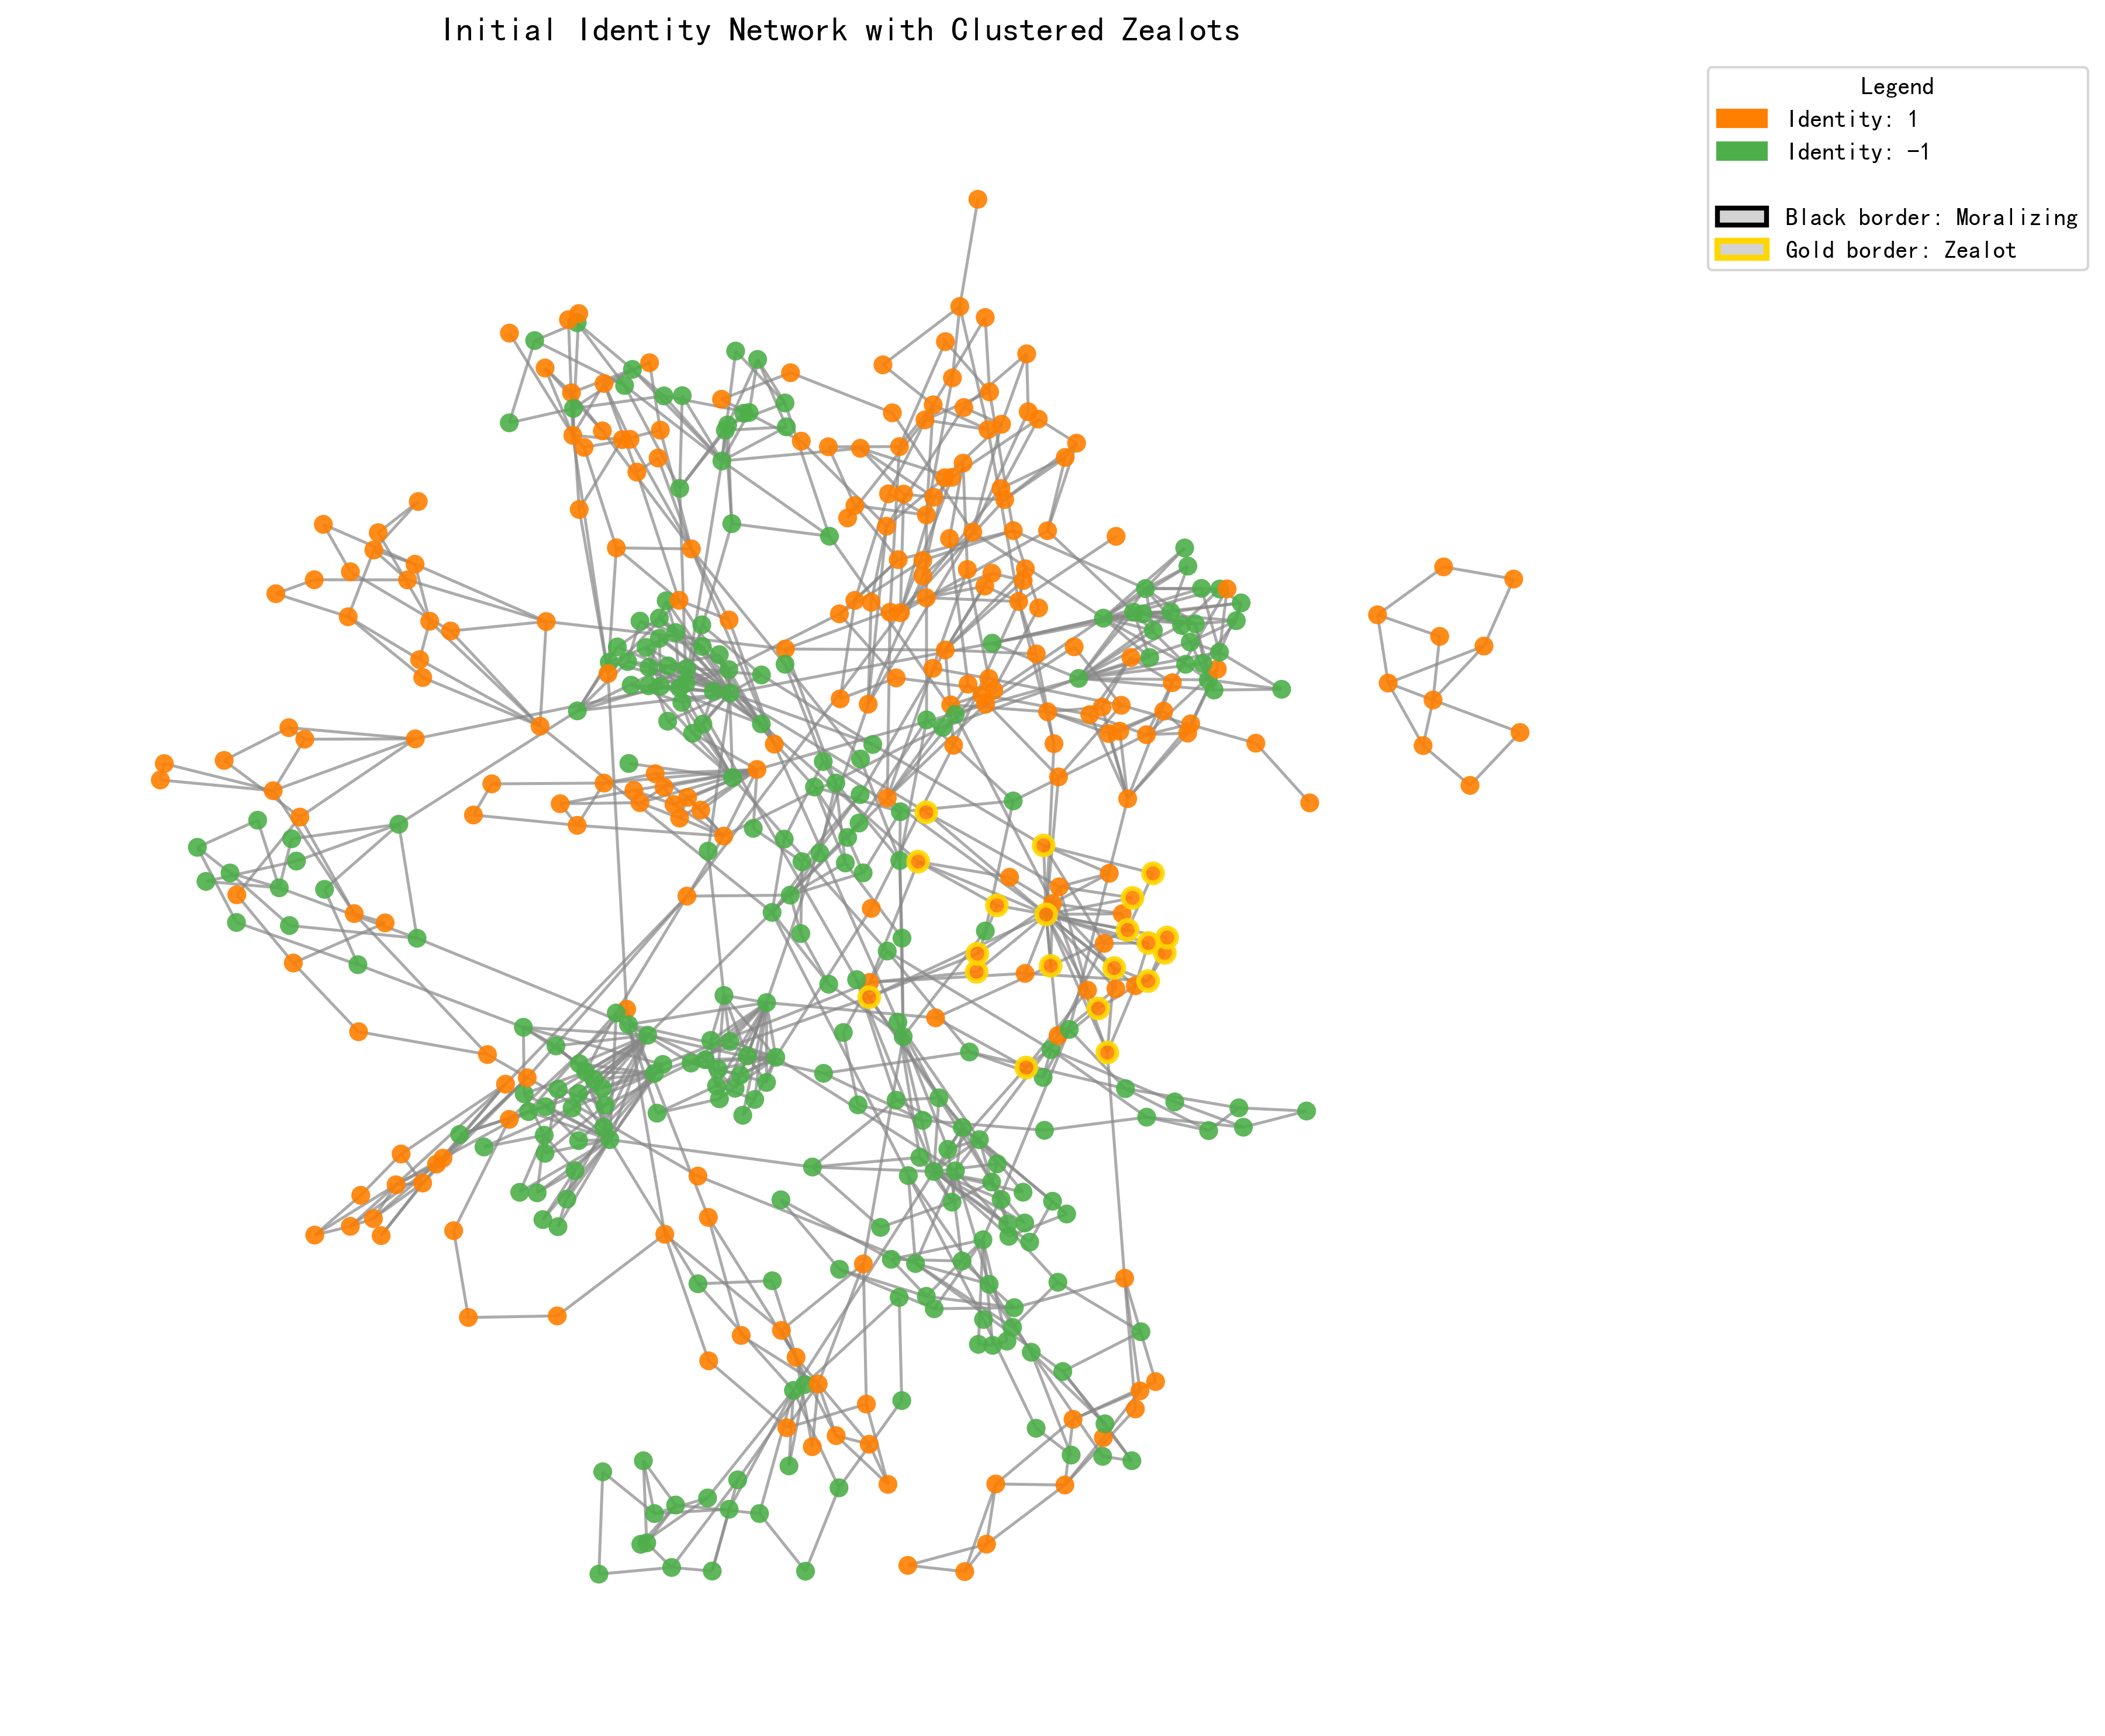 Initial Identity Network with Clustered Zealots
Legend
Identity: 1
Identity: -1
Black border: Moralizing
Gold border: Zealot